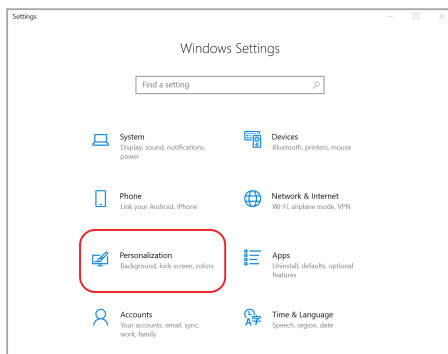 Settings
Windows Settings
Find a setting
System
Display, sound, notifications,
power
Devices
Bluetooth, printers, mouse
Phone
Link your Android, iPhone
Network & Internet
Wi-Fi, airplane mode, VPN
Personalization
Background, lock screen, colors
Apps
Uninstall, defaults, optional
features
Accounts
Your accounts, email, sync,
work, family
Time & Language
Speech, region, date